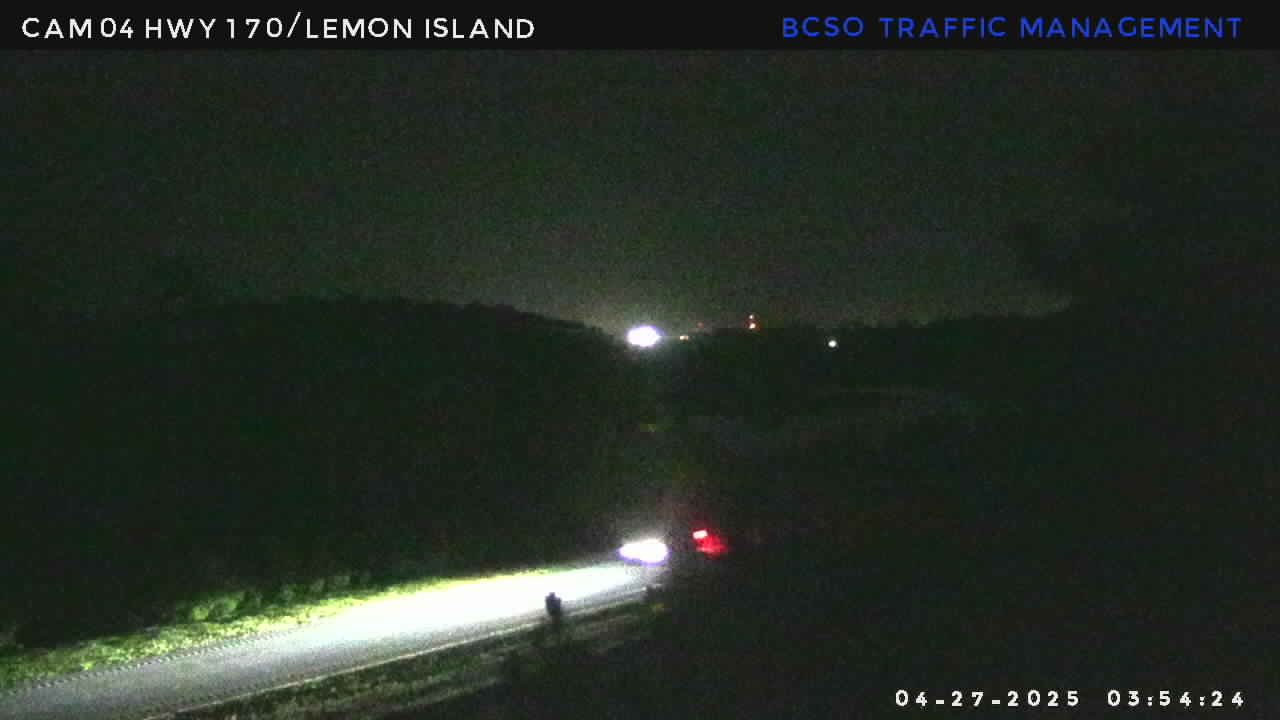 CAM04 HWY 170/LEMON ISLAND
BCSO TRAFFIC MANAGEMENT
04-27-2025 03:54:24